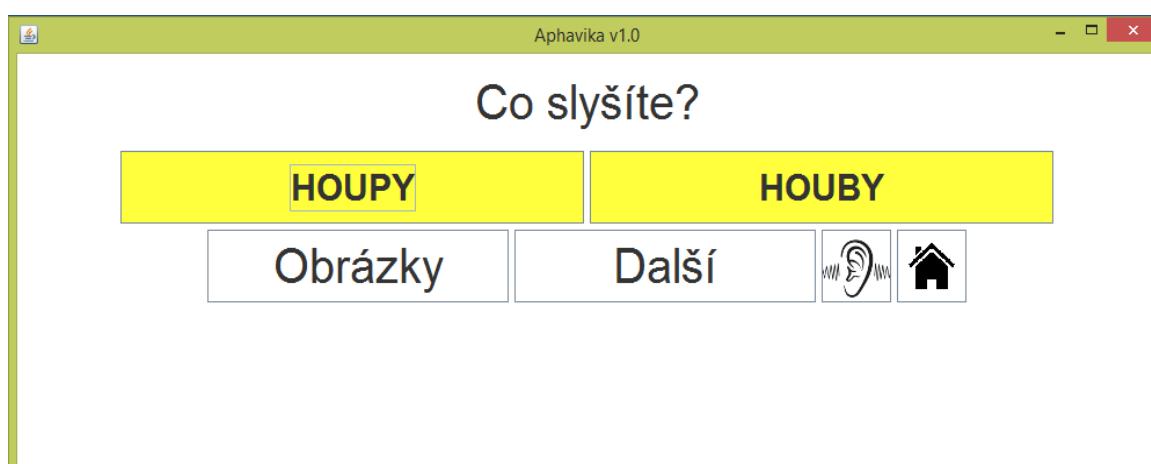 Aphavika v1.0
Co slyšíte?
HOUPY HOUBY
Obrázky Další